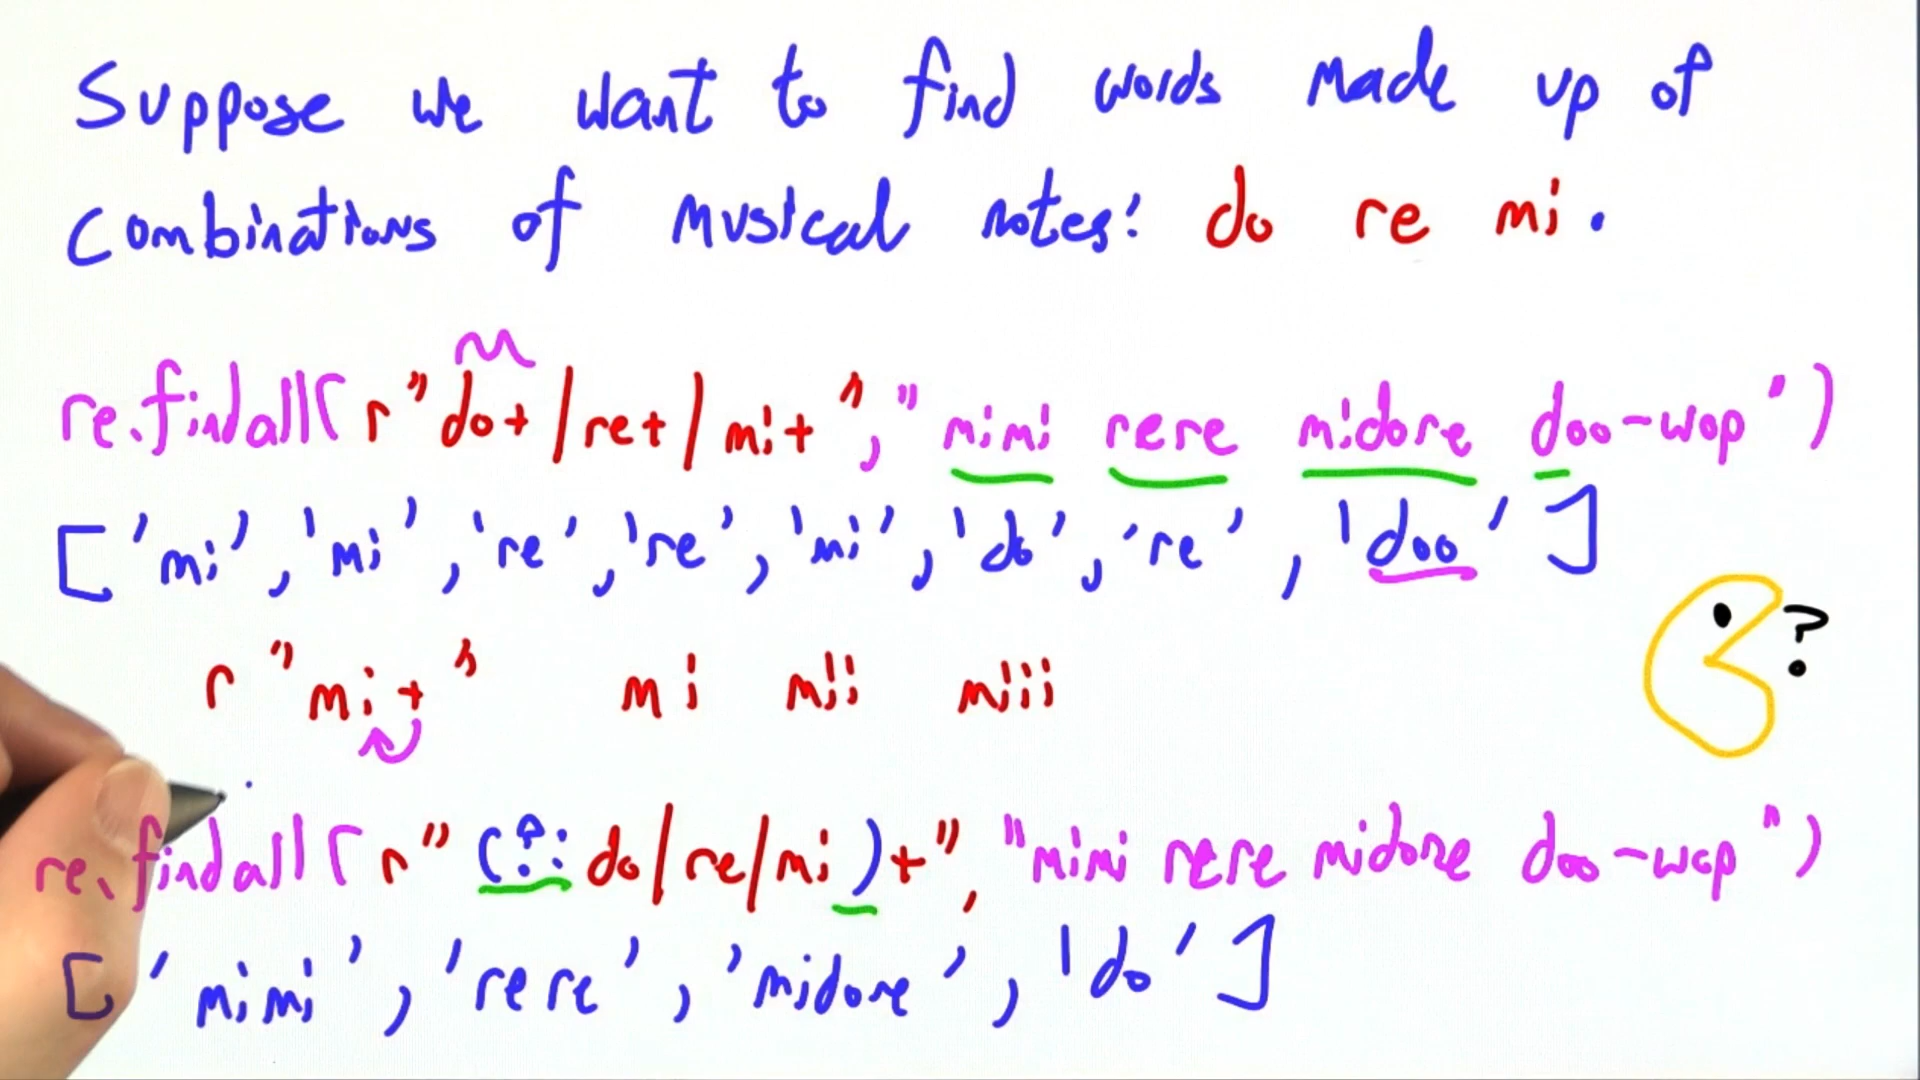 Suppose we want to find words made up of
combinations of musical notes: do re mi.
re.findall(r"do+|re+|mi+", "mimi rere midore doo-wop")
['mi','mi','re','re','mi','do','re','doo']
?
r"mi+" mi mii miii
re.findall(r"(?:do|re|mi)+", "mimi rere midore doo-wop")
['mimi','rere','midore','do']